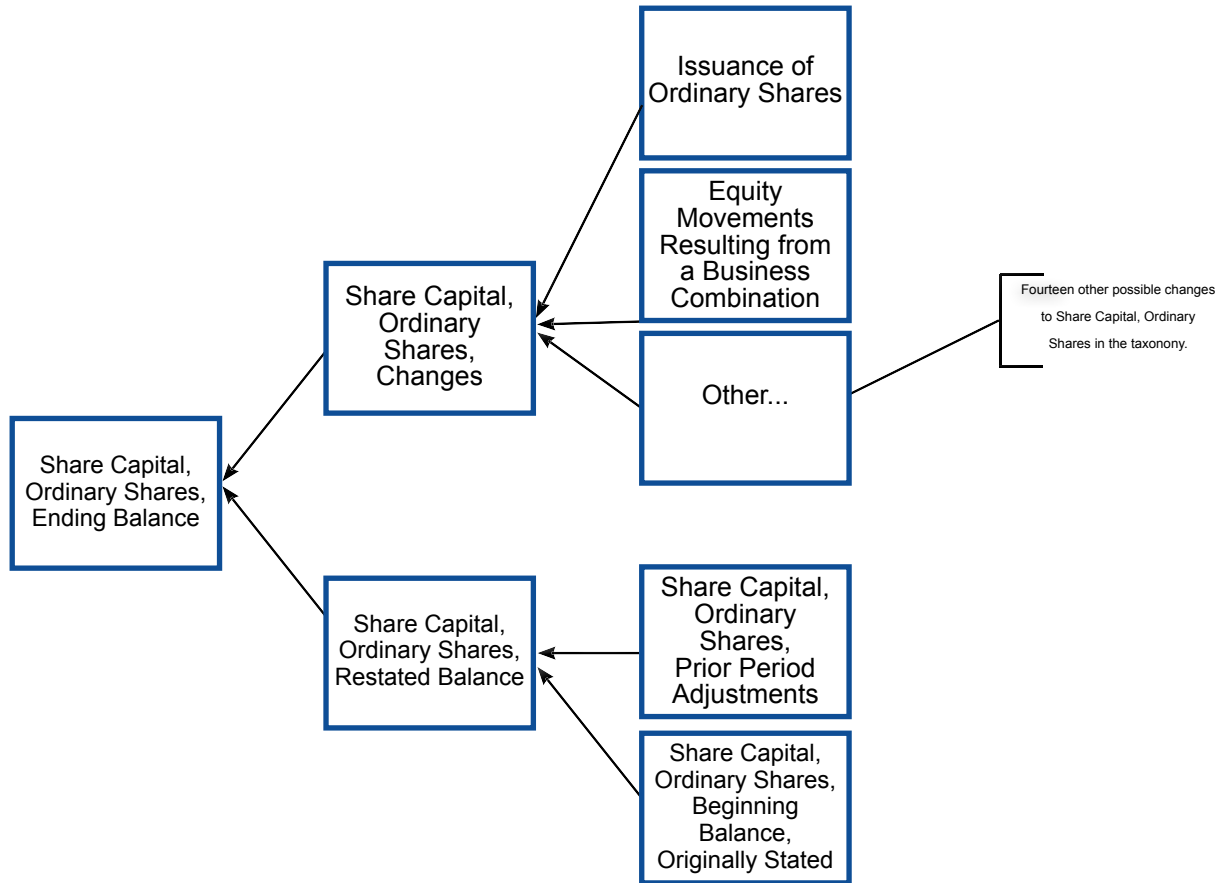 Issuance of
Ordinary Shares
Equity
Movements
Resulting from
a Business
Combination
Share Capital,
Ordinary
Shares,
Changes
Fourteen other possible changes
to Share Capital, Ordinary
Shares in the taxonony.
Other...
Share Capital,
Ordinary Shares,
Ending Balance
Share Capital,
Ordinary Shares,
Restated Balance
Share Capital,
Ordinary
Shares,
Prior Period
Adjustments
Share Capital,
Ordinary Shares,
Beginning
Balance,
Originally Stated